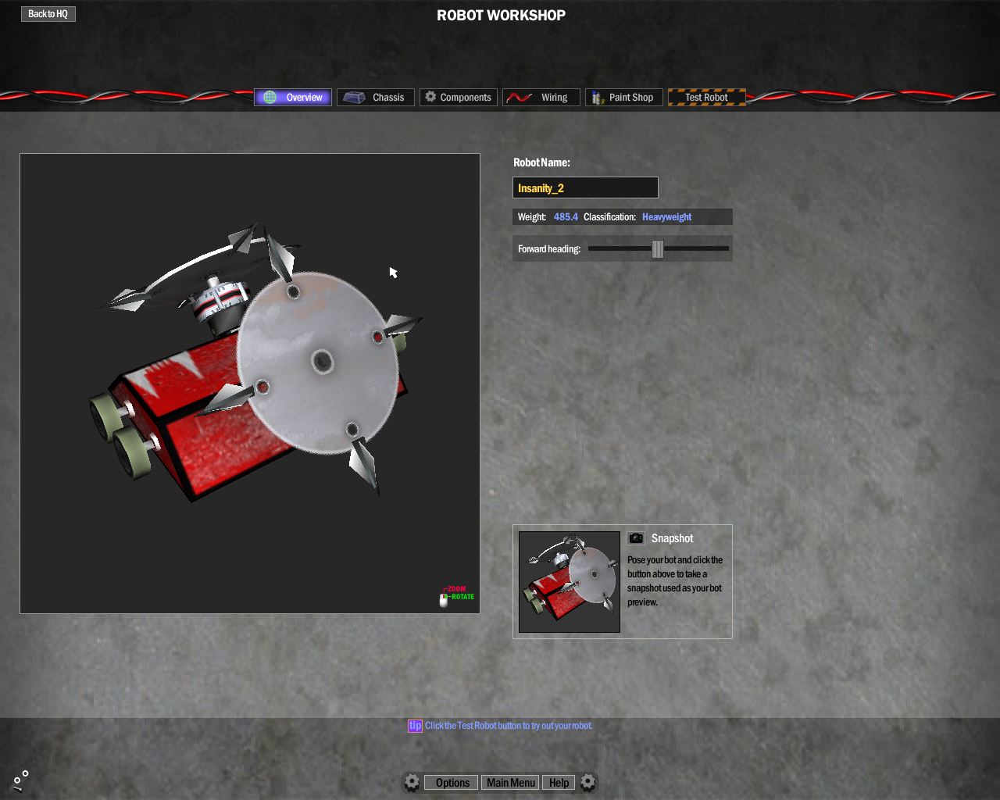 Back to HQ
ROBOT WORKSHOP
Overview
Chassis
Components
Wiring
Paint Shop
Test Robot
Robot Name:
Insanity_2
Weight: 485.4 Classification: Heavyweight
Forward heading:
ZOOM
ROTATE
Snapshot
Pose your bot and click the
button above to take a
snapshot used as your bot
preview.
tip Click the Test Robot button to try out your robot.
Options
Main Menu
Help